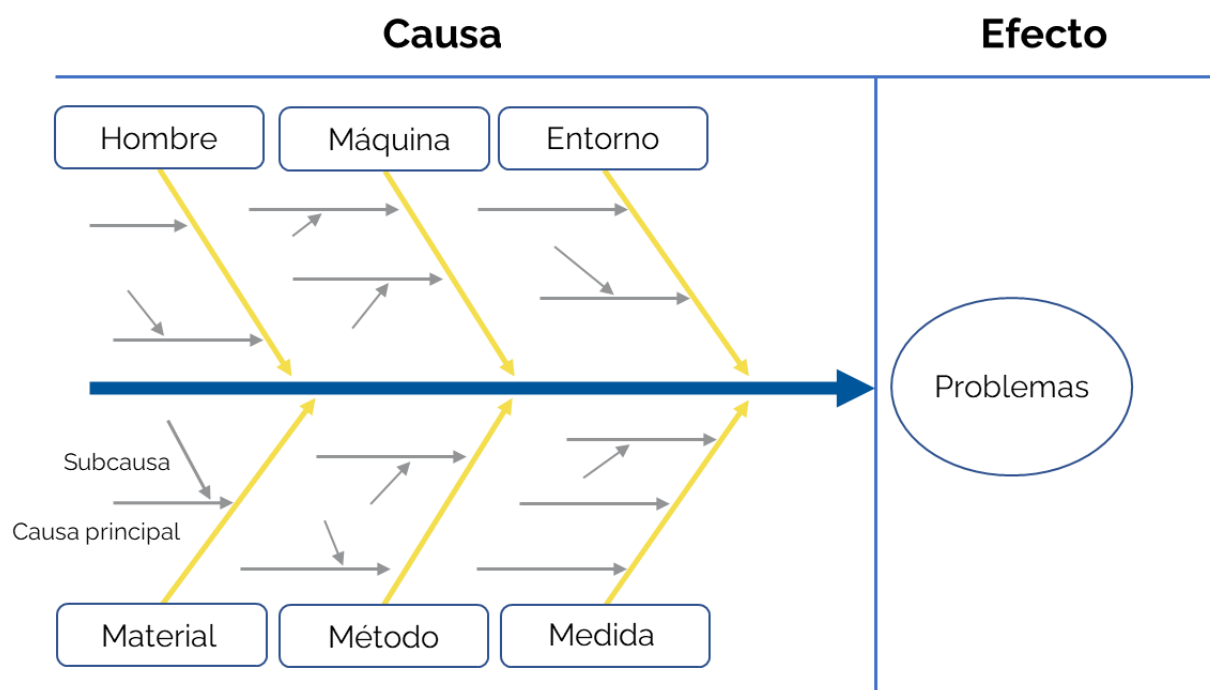 Causa
Efecto
Hombre
Máquina
Entorno
Problemas
Subcausa
Causa principal
Material
Método
Medida